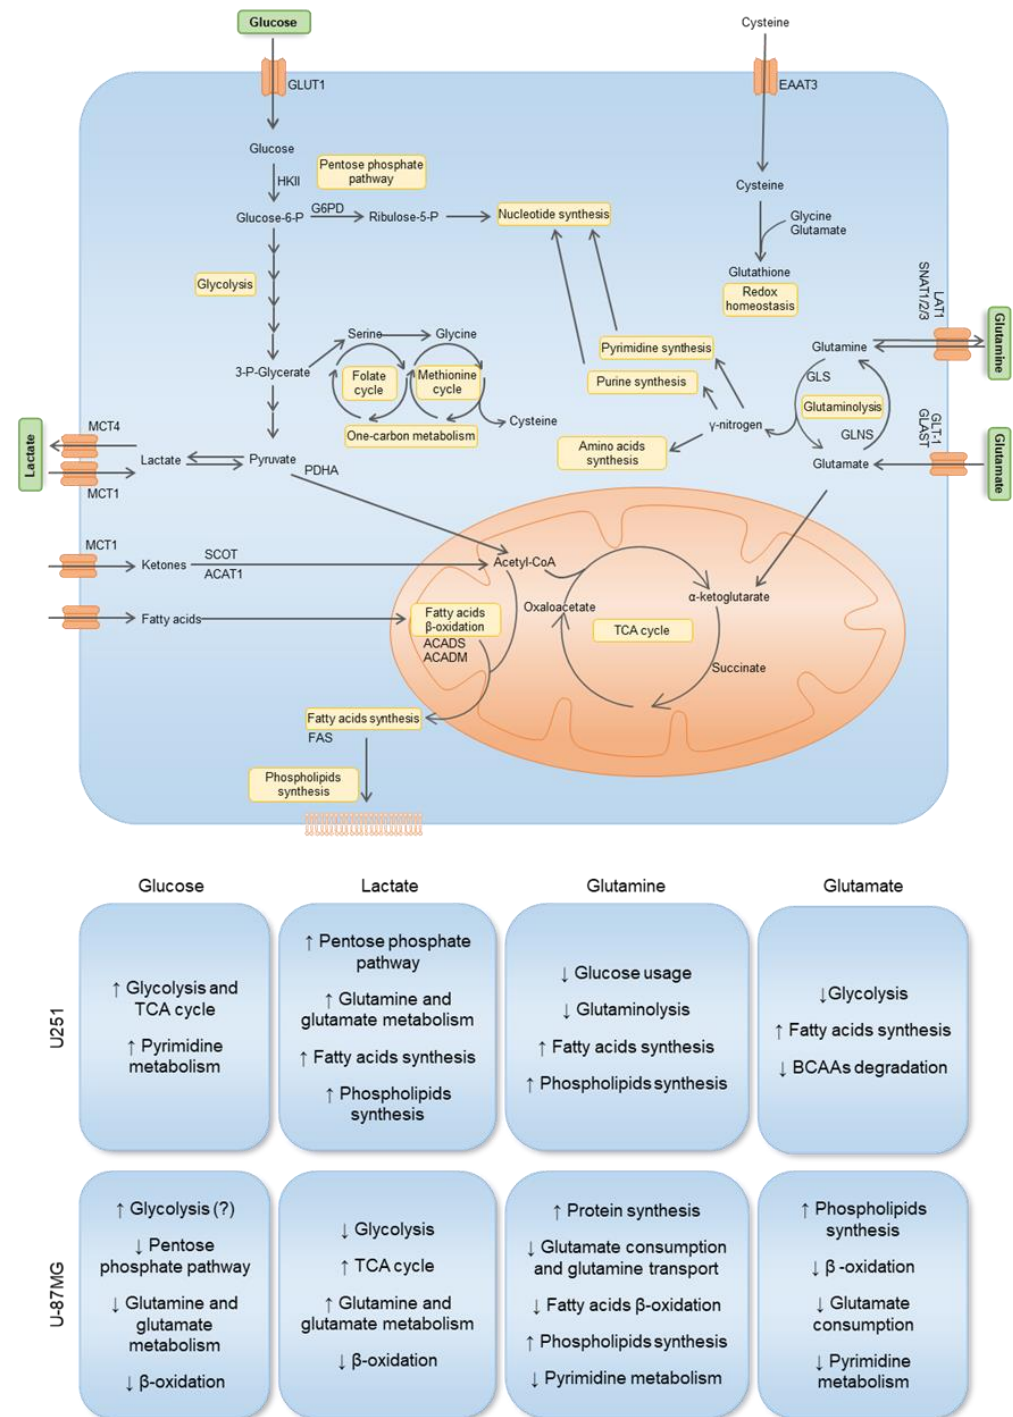 Glucose
Cysteine
GLUT1
EAAT3
Glucose
HKII
Pentose phosphate
pathway
Cysteine
Glucose-6-P
G6PD
Ribulose-5-P
Nucleotide synthesis
Glycine
Glutamate
Glutathione
Redox
homeostasis
Glycolysis
LAT1
SNAT1/2/3
Glutamine
Serine
Glycine
Pyrimidine synthesis
Glutamine
3-P-Glycerate
Folate
cycle
Methionine
cycle
Purine synthesis
GLS
Glutaminolysis
Cysteine
γ-nitrogen
GLNS
GLT-1
GLAST
MCT4
One-carbon metabolism
Amino acids
synthesis
Lactate
Lactate
Pyruvate
PDHA
Glutamate
Glutamate
MCT1
MCT1
Ketones
SCOT
ACAT1
Acetyl-CoA
α-ketoglutarate
Oxaloacetate
Fatty acids
Fatty acids
β-oxidation
ACADS
ACADM
TCA cycle
Succinate
Fatty acids synthesis
FAS
Phospholipids
synthesis
Glucose
Lactate
Glutamine
Glutamate
U251
↑ Glycolysis and
TCA cycle
↑ Pyrimidine
metabolism
↑ Pentose phosphate
pathway
↑ Glutamine and
glutamate metabolism
↑ Fatty acids synthesis
↑ Phospholipids
synthesis
↓ Glucose usage
↓ Glutaminolysis
↑ Fatty acids synthesis
↑ Phospholipids synthesis
↓Glycolysis
↑ Fatty acids synthesis
↓ BCAAs degradation
U-87MG
↑ Glycolysis (?)
↓ Pentose
phosphate pathway
↓ Glutamine and
glutamate
metabolism
↓ β-oxidation
↓ Glycolysis
↑ TCA cycle
↑ Glutamine and
glutamate metabolism
↓ β-oxidation
↑ Protein synthesis
↓ Glutamate consumption
and glutamine transport
↓ Fatty acids β-oxidation
↑ Phospholipids synthesis
↓ Pyrimidine metabolism
↑ Phospholipids
synthesis
↓ β -oxidation
↓ Glutamate
consumption
↓ Pyrimidine
metabolism